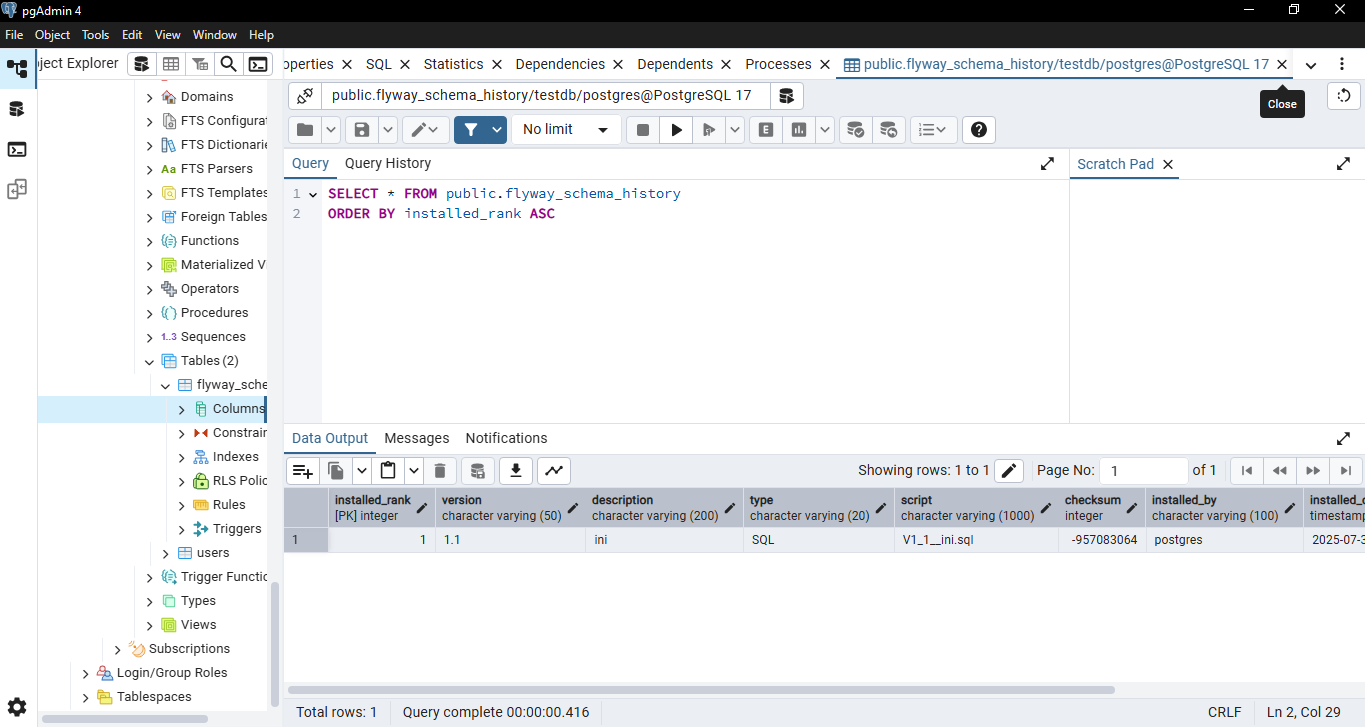 pgAdmin 4
File Object Tools Edit View Window Help
ject Explorer
operties SQL Statistics Dependencies Dependents Processes public.flyway_schema_history/testdb/postgres@PostgreSQL 17
Close
public.flyway_schema_history/testdb/postgres@PostgreSQL 17
No limit
E
Query Query History
Scratch Pad
1 SELECT * FROM public.flyway_schema_history
2 ORDER BY installed_rank ASC
Domains
FTS Configurat
FTS Dictionarie
Aa FTS Parsers
FTS Templates
Foreign Tables
Functions
Materialized V
Operators
Procedures
1..3 Sequences
Tables (2)
flyway_sche
Columns
Constrair
Indexes
RLS Polic
Rules
Triggers
users
Trigger Functio
Types
Views
Subscriptions
Login/Group Roles
Tablespaces
Data Output Messages Notifications
Showing rows: 1 to 1 Page No: 1 of 1
installed_rank version description type script checksum installed_by installed_o
[PK] integer character varying (50) character varying (200) character varying (20) character varying (1000) integer character varying (100) timestamp
1 1 1.1 ini SQL V1_1__ini.sql -957083064 postgres 2025-07-3
Total rows: 1 Query complete 00:00:00.416 CRLF Ln 2, Col 29